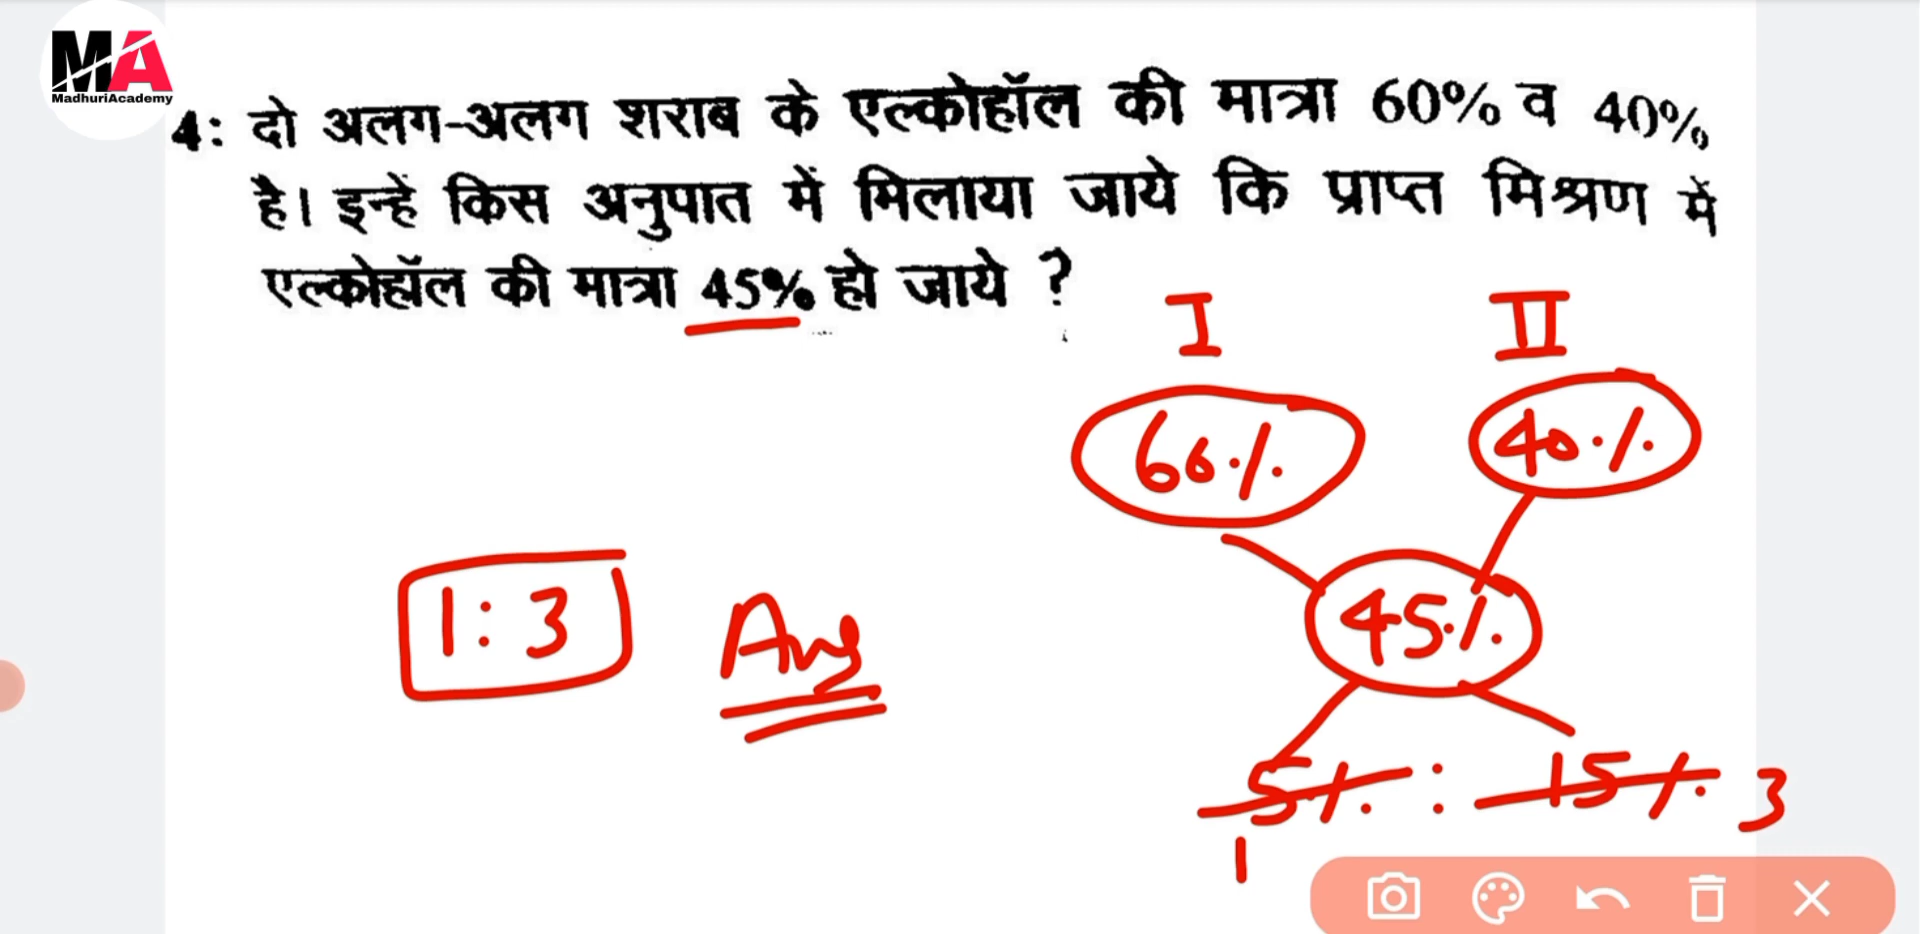 MA
MadhuriAcademy
4: दो अलग-अलग शराब के एल्कोहॉल की मात्रा 60% व 40%
है। इन्हें किस अनुपात में मिलाया जाये कि प्राप्त मिश्रण में
एल्कोहॉल की मात्रा 45% हो जाये ?
I II
60% 40%
45%
1:3 Ans
5% : 15% 3
1